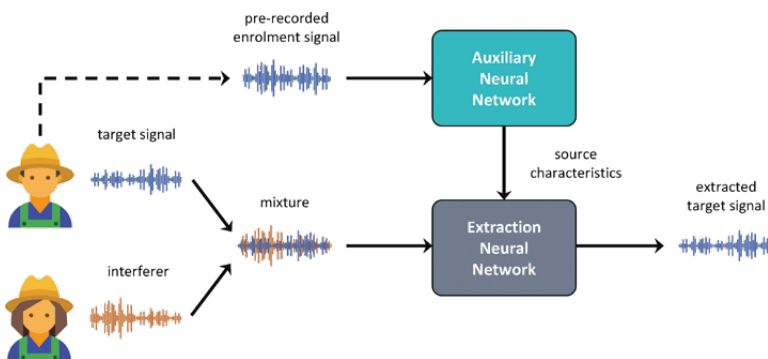 pre-recorded
enrolment signal
Auxiliary
Neural
Network
target signal
source
characteristics
mixture
extracted
target signal
Extraction
Neural
Network
interferer